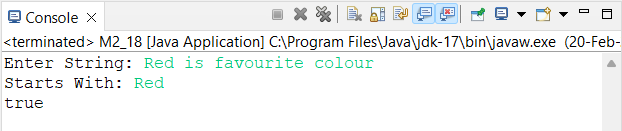 Console
<terminated> M2_18 [Java Application] C:\Program Files\Java\jdk-17\bin\javaw.exe (20-Feb-
Enter String: Red is favourite colour
Starts With: Red
true